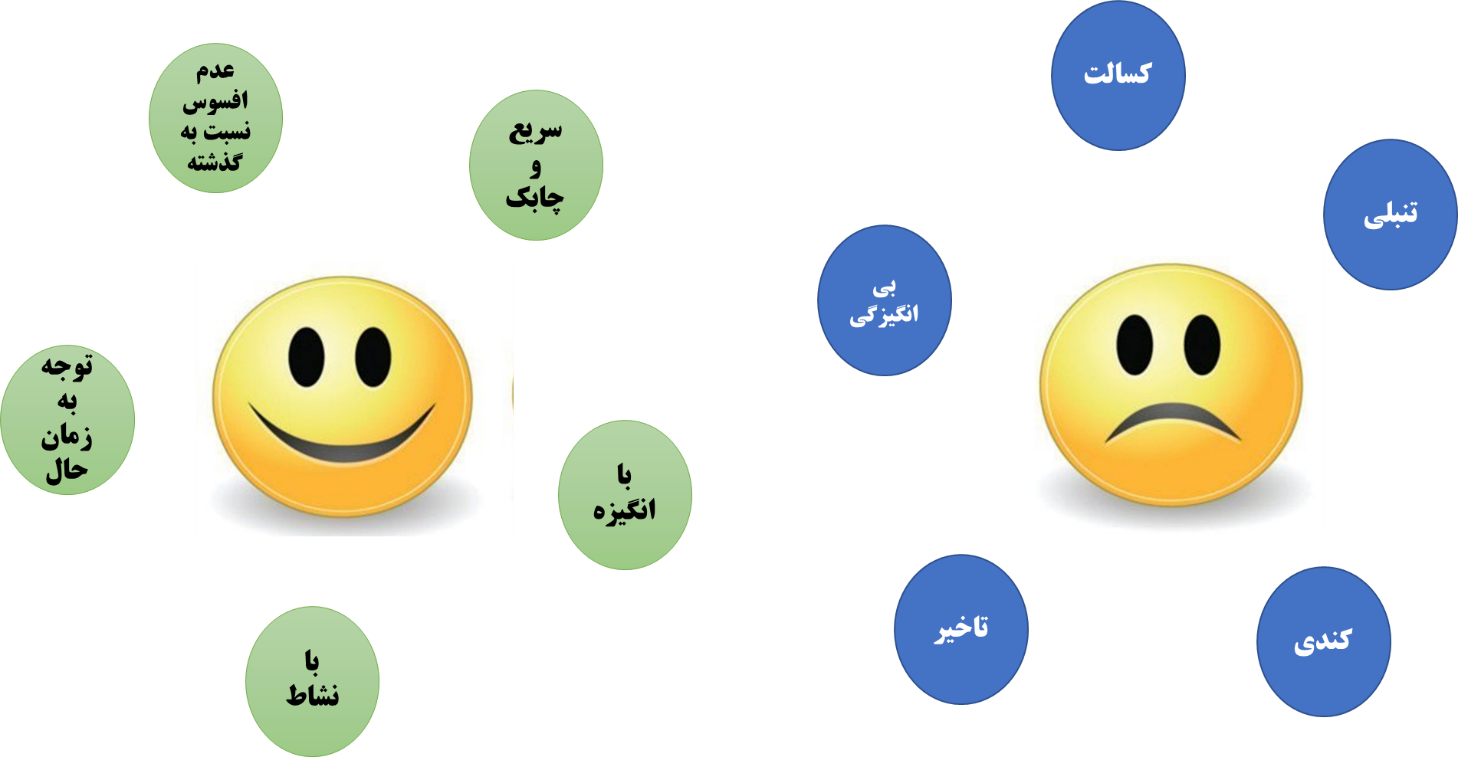 کسالت
تنبلی
بی
انگیزگی
تاخیر
کندی
عدم
افسوس
نسبت به
گذشته
سریع
و
چابک
توجه
به
زمان
حال
با
انگیزه
با
نشاط